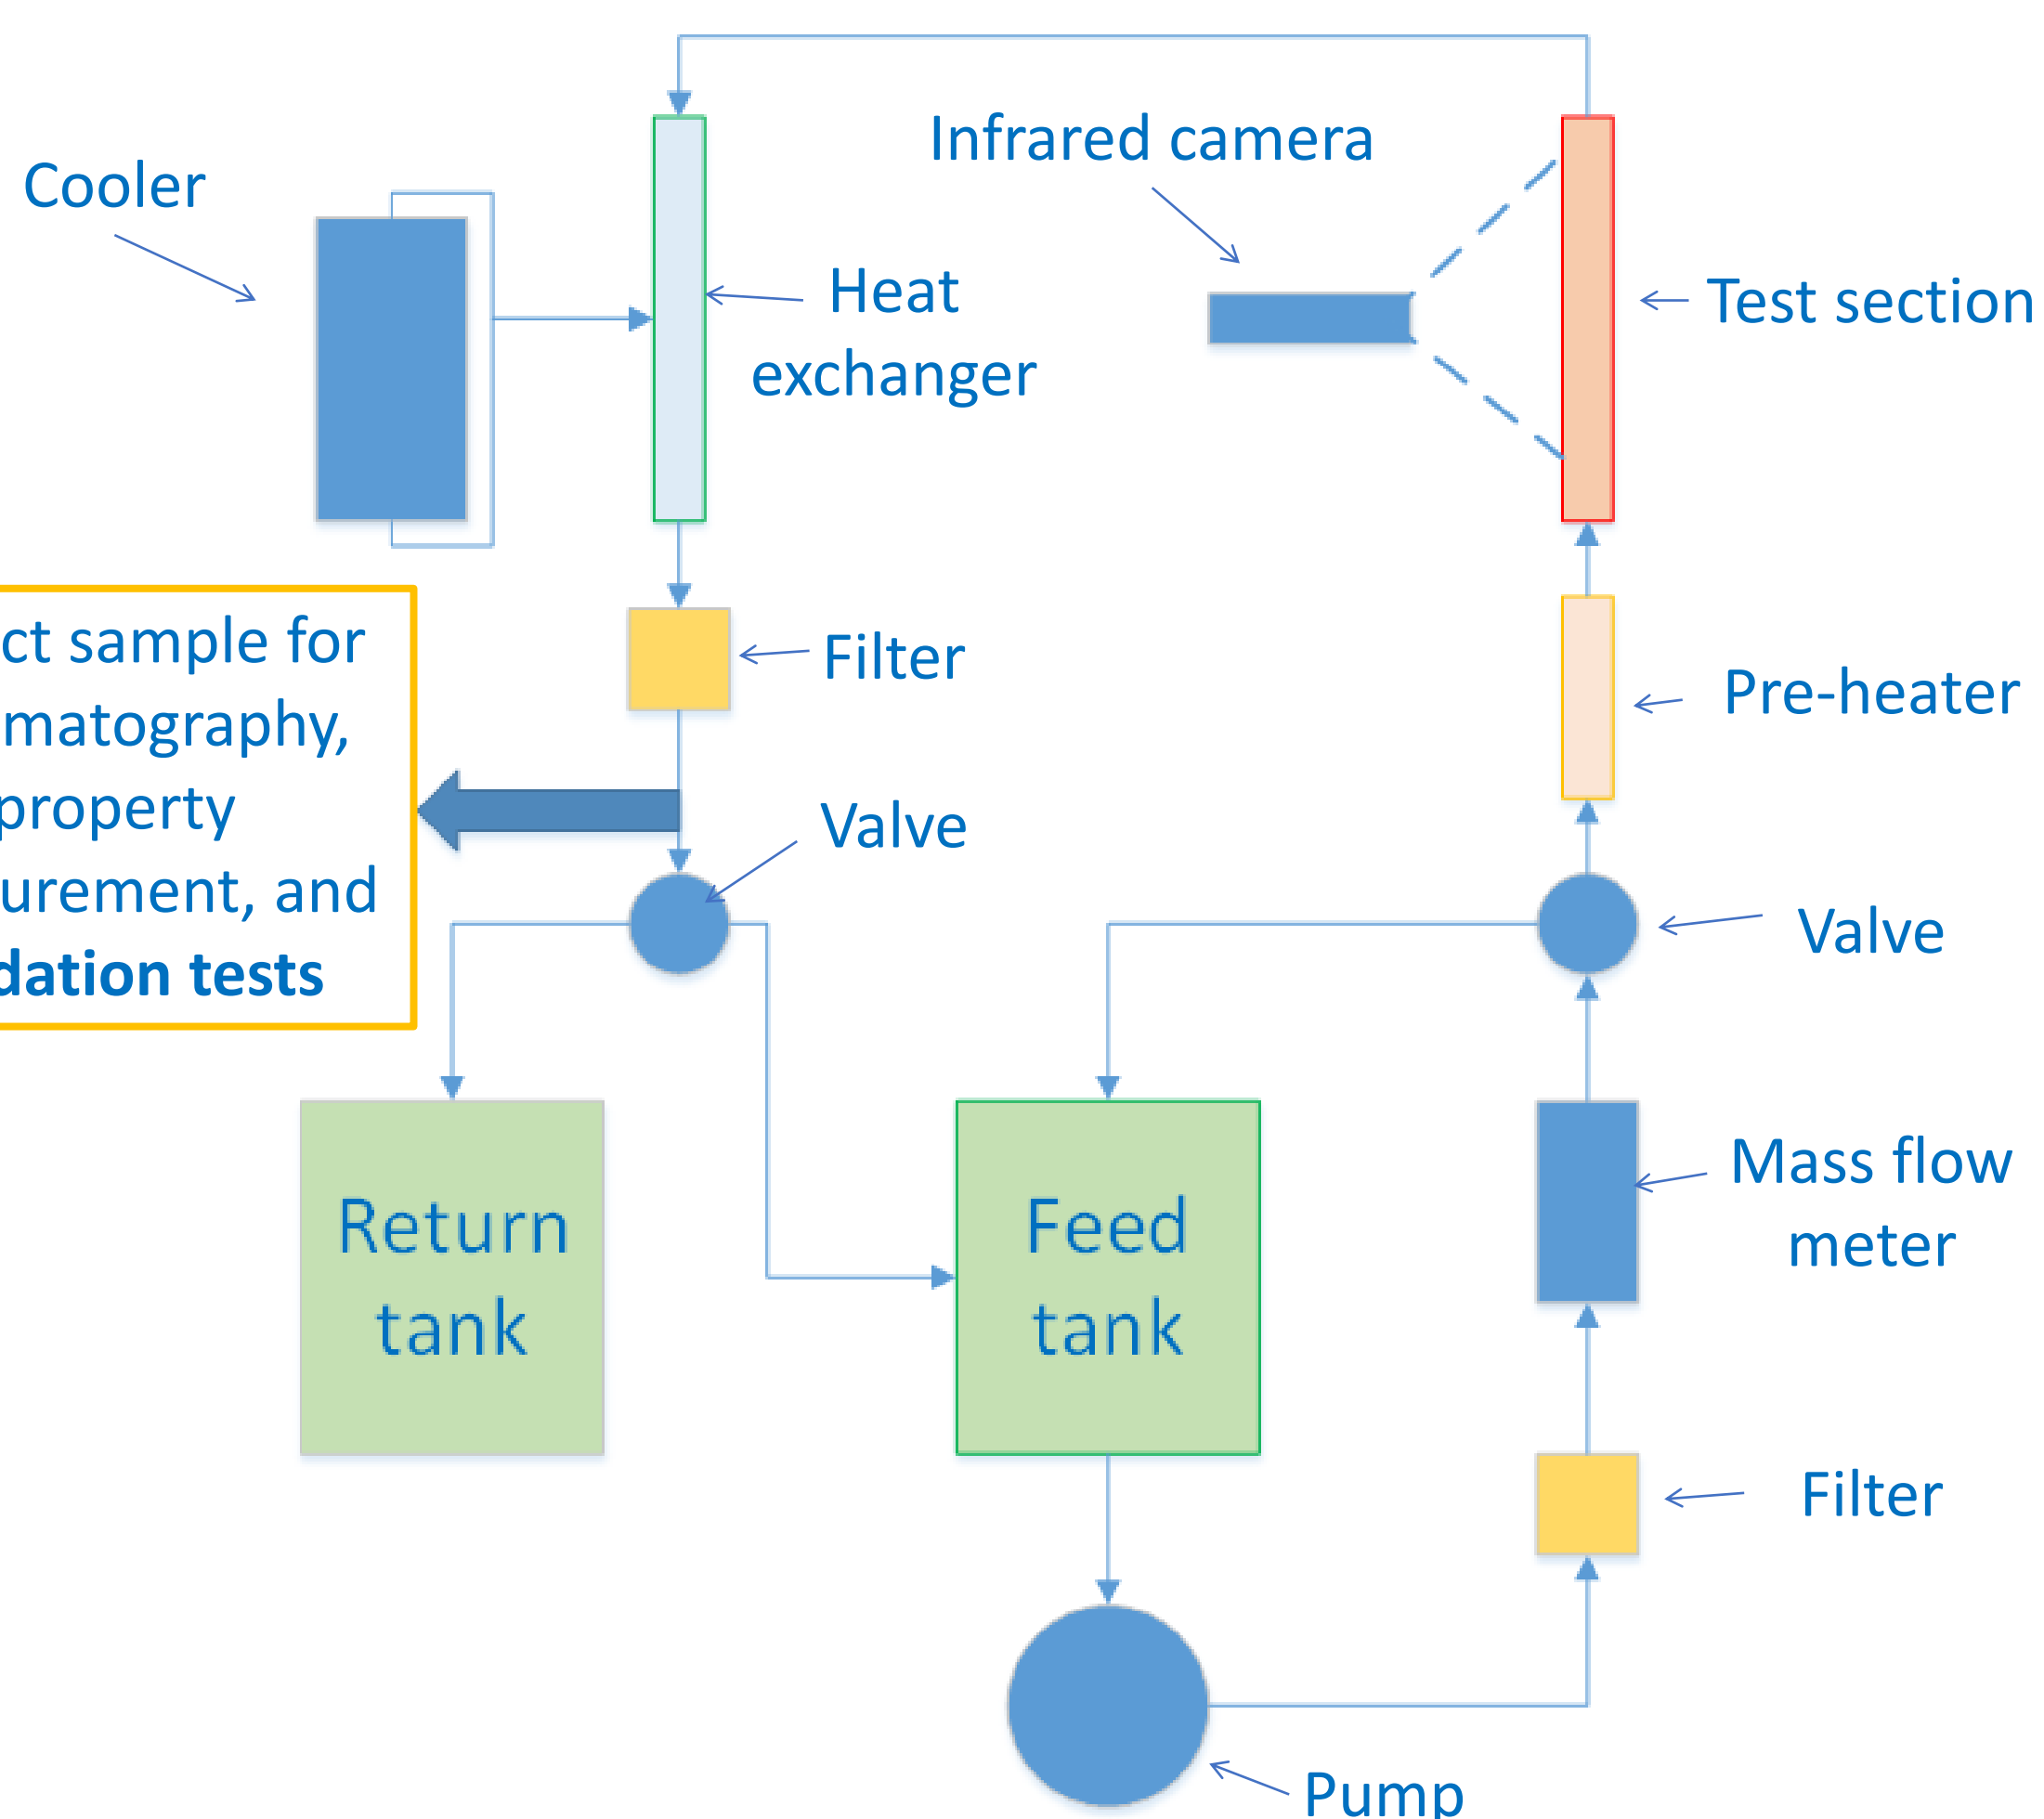 Infrared camera
Cooler
Heat
exchanger
Test section
ct sample for
matography,
property
urement, and
dation tests
Filter
Pre-heater
Valve
Valve
Return
tank
Feed
tank
Mass flow
meter
Filter
Pump